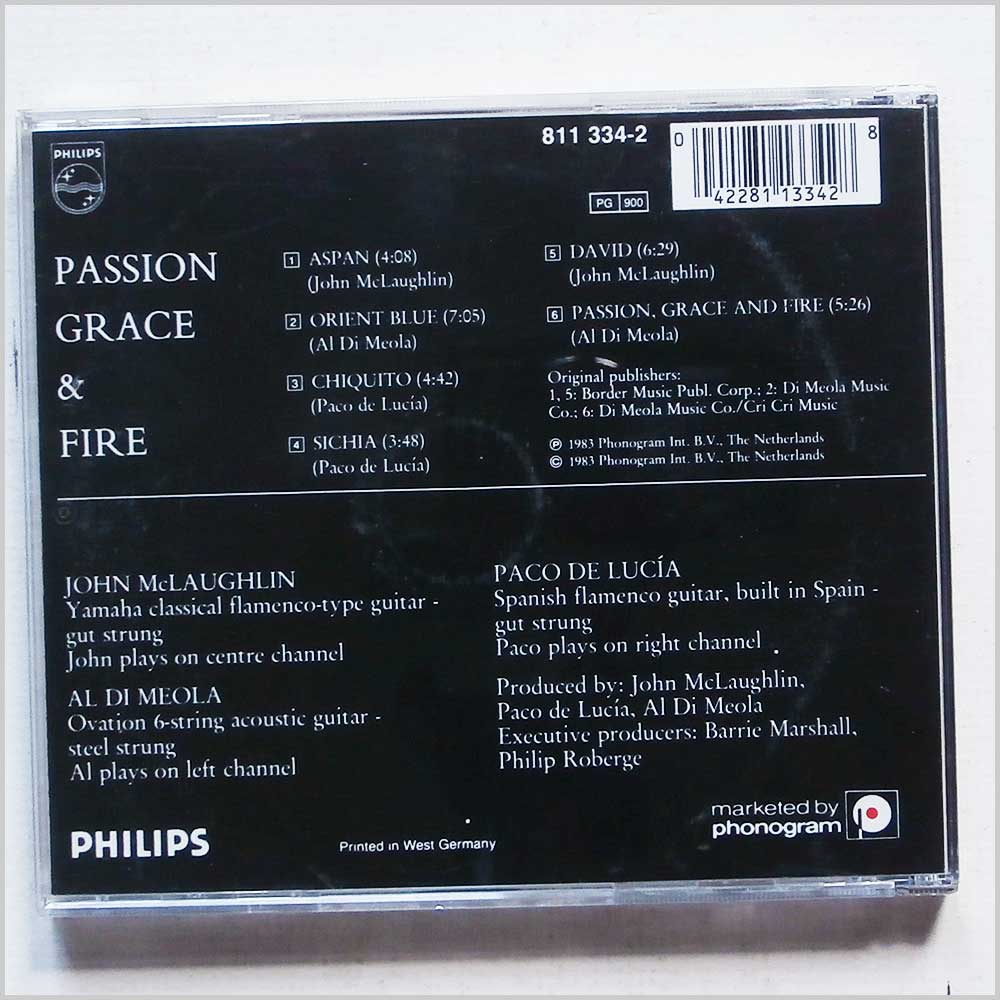 PHILIPS
811 334-2
0 42281 13342 8
PG 900
PASSION
GRACE
&
FIRE
1 ASPAN (4:08)
(John McLaughlin)
2 ORIENT BLUE (7:05)
(Al Di Meola)
3 CHIQUITO (4:42)
(Paco de Lucía)
4 SICHIA (3:48)
(Paco de Lucía)
5 DAVID (6:29)
(John McLaughlin)
6 PASSION, GRACE AND FIRE (5:26)
(Al Di Meola)
Original publishers:
1, 5: Border Music Publ. Corp.; 2: Di Meola Music
Co.; 6: Di Meola Music Co./Cri Cri Music
℗ 1983 Phonogram Int. B.V., The Netherlands
© 1983 Phonogram Int. B.V., The Netherlands
JOHN McLAUGHLIN
Yamaha classical flamenco-type guitar -
gut strung
John plays on centre channel
AL DI MEOLA
Ovation 6-string acoustic guitar -
steel strung
Al plays on left channel
PACO DE LUCÍA
Spanish flamenco guitar, built in Spain -
gut strung
Paco plays on right channel
Produced by: John McLaughlin,
Paco de Lucía, Al Di Meola
Executive producers: Barrie Marshall,
Philip Roberge
PHILIPS
Printed in West Germany
marketed by
phonogram